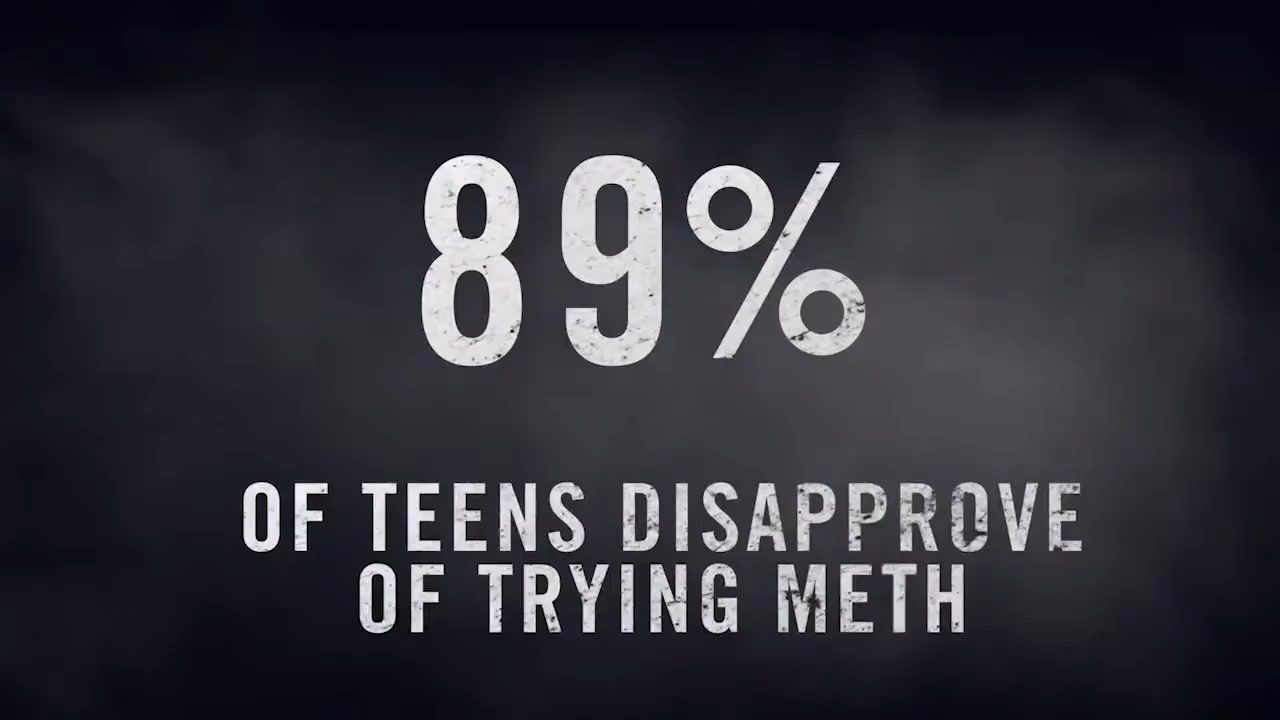 89%
OF TEENS DISAPPROVE
OF TRYING METH